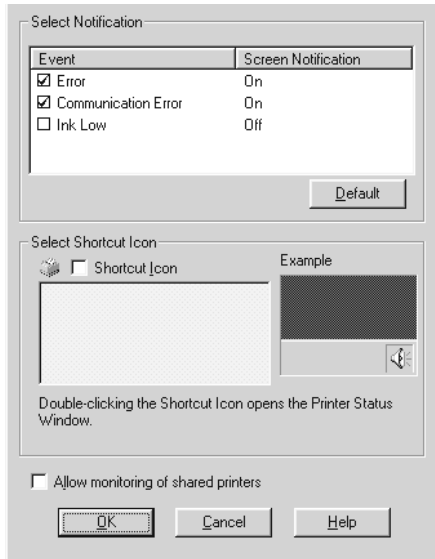 Select Notification
Event Screen Notification
Error On
Communication Error On
Ink Low Off
Default
Select Shortcut Icon
Shortcut Icon Example
Double-clicking the Shortcut Icon opens the Printer Status
Window.
Allow monitoring of shared printers
OK Cancel Help